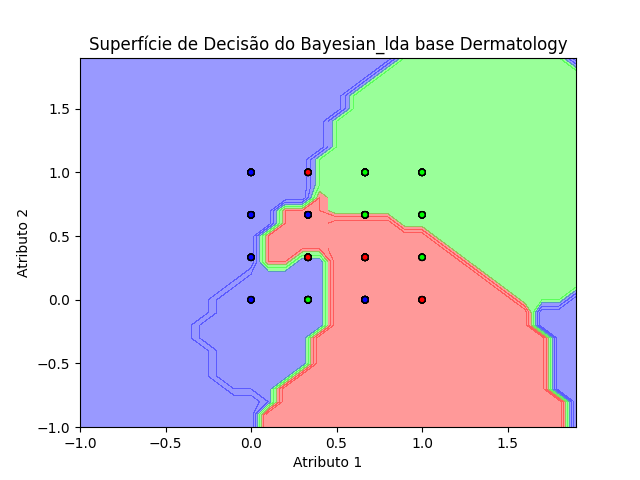 Superfície de Decisão do Bayesian_lda base Dermatology
Atributo 2
1.5
1.0
0.5
0.0
−0.5
−1.0
−1.0 −0.5 0.0 0.5 1.0 1.5
Atributo 1